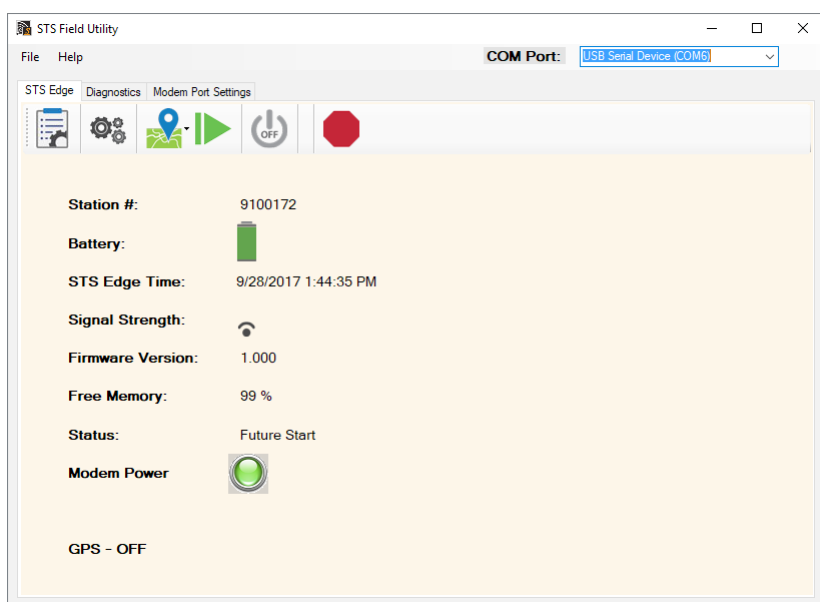 STS Field Utility
File Help COM Port: USB Serial Device (COM6)
STS Edge Diagnostics Modem Port Settings
OFF
Station #: 9100172
Battery:
STS Edge Time: 9/28/2017 1:44:35 PM
Signal Strength:
Firmware Version: 1.000
Free Memory: 99 %
Status: Future Start
Modem Power
GPS - OFF